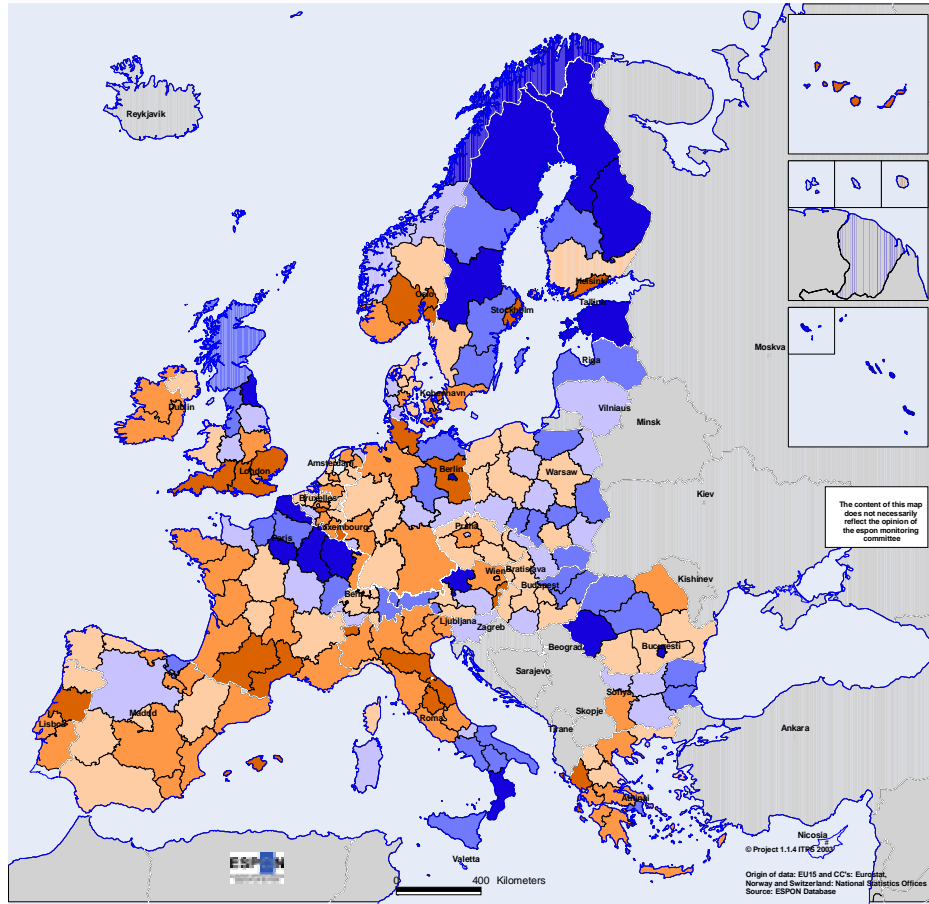 Reykjavik
Oslo
Helsinki
Stockholm
Tallinn
Moskva
Riga
København
Vilniaus
Minsk
Dublin
London
Amsterdam
Berlin
Warsaw
Bruxelles
Kiev
The content of this map
does not necessarily
reflect the opinion of
the espon monitoring
committee
Luxembourg
Paris
Praha
Wien
Bratislava
Kishinev
Budapest
Bern
Ljubljana
Zagreb
Beograd
Bucuresti
Sarajevo
Sofiya
Madrid
Lisboa
Roma
Skopje
Tirane
Ankara
Athinai
Nicosia
© Project 1.1.4 ITPS 2003
Valetta
ESPON
0 400 Kilometers
Origin of data: EU15 and CC's: Eurostat,
Norway and Switzerland: National Statistics Offices
Source: ESPON Database